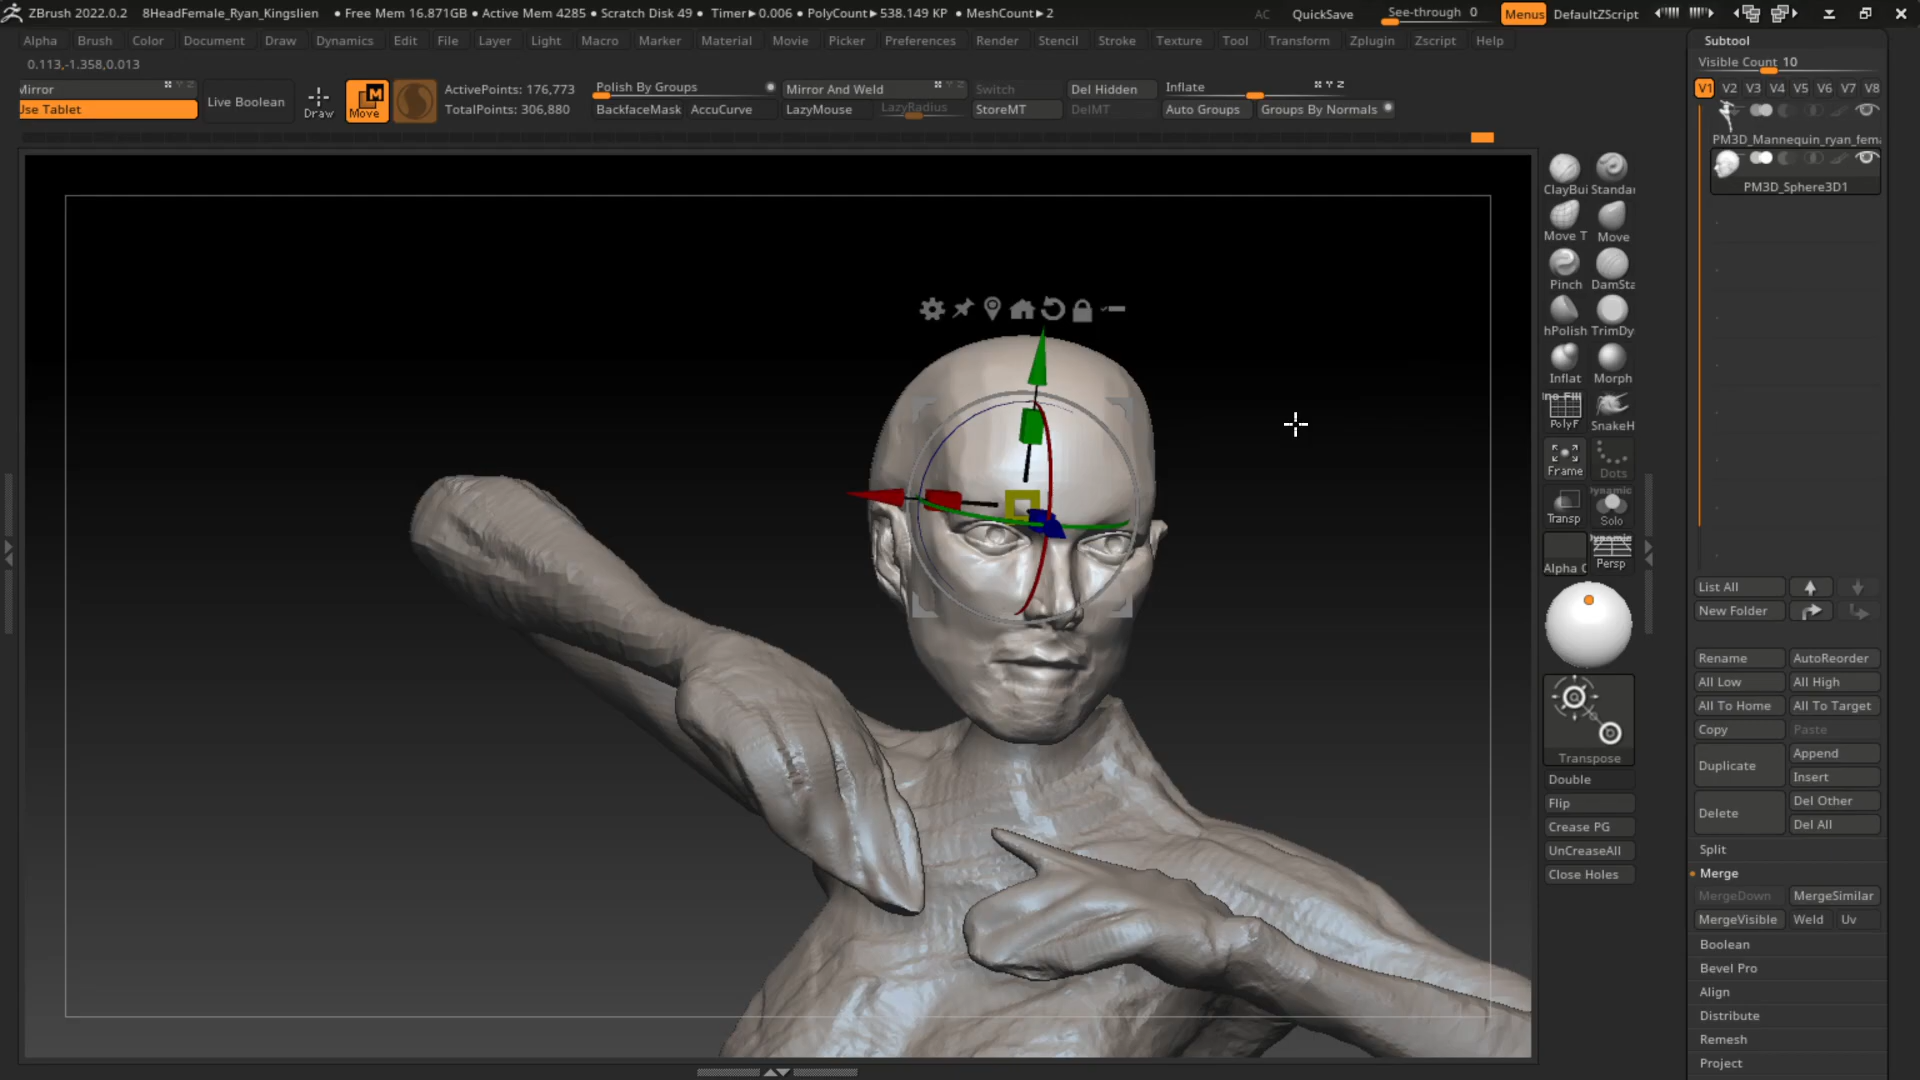 ZBrush 2022.0.2 8HeadFemale_Ryan_Kingslien • Free Mem 16.871GB • Active Mem 4285 • Scratch Disk 49 • Timer▸0.006 • PolyCount▸538.149 KP • MeshCount▸2 AC QuickSave See-through 0 Menus DefaultZScript
Alpha Brush Color Document Draw Dynamics Edit File Layer Light Macro Marker Material Movie Picker Preferences Render Stencil Stroke Texture Tool Transform Zplugin Zscript Help
0.113,-1.358,0.013
Mirror
Use Tablet
Live Boolean
Draw
M
Move
ActivePoints: 176,773
TotalPoints: 306,880
Polish By Groups
BackfaceMask AccuCurve
Mirror And Weld
LazyMouse LazyRadius
Switch
StoreMT
Del Hidden
DelMT
Inflate
X Y Z
Auto Groups Groups By Normals
ClayBui Standar
Move T Move
Pinch DamSta
hPolish TrimDy
Inflat Morph
PolyF SnakeH
Frame Dots
Dynamic
Transp Solo
Dynamic
Alpha Persp
Transpose
Double
Flip
Crease PG
UnCreaseAll
Close Holes
Subtool
Visible Count 10
V1 V2 V3 V4 V5 V6 V7 V8
PM3D_Mannequin_ryan_fema
PM3D_Sphere3D1
List All
New Folder
Rename AutoReorder
All Low All High
All To Home All To Target
Copy Paste
Duplicate Append
Insert
Delete Del Other
Del All
Split
Merge
MergeDown MergeSimilar
MergeVisible Weld Uv
Boolean
Bevel Pro
Align
Distribute
Remesh
Project